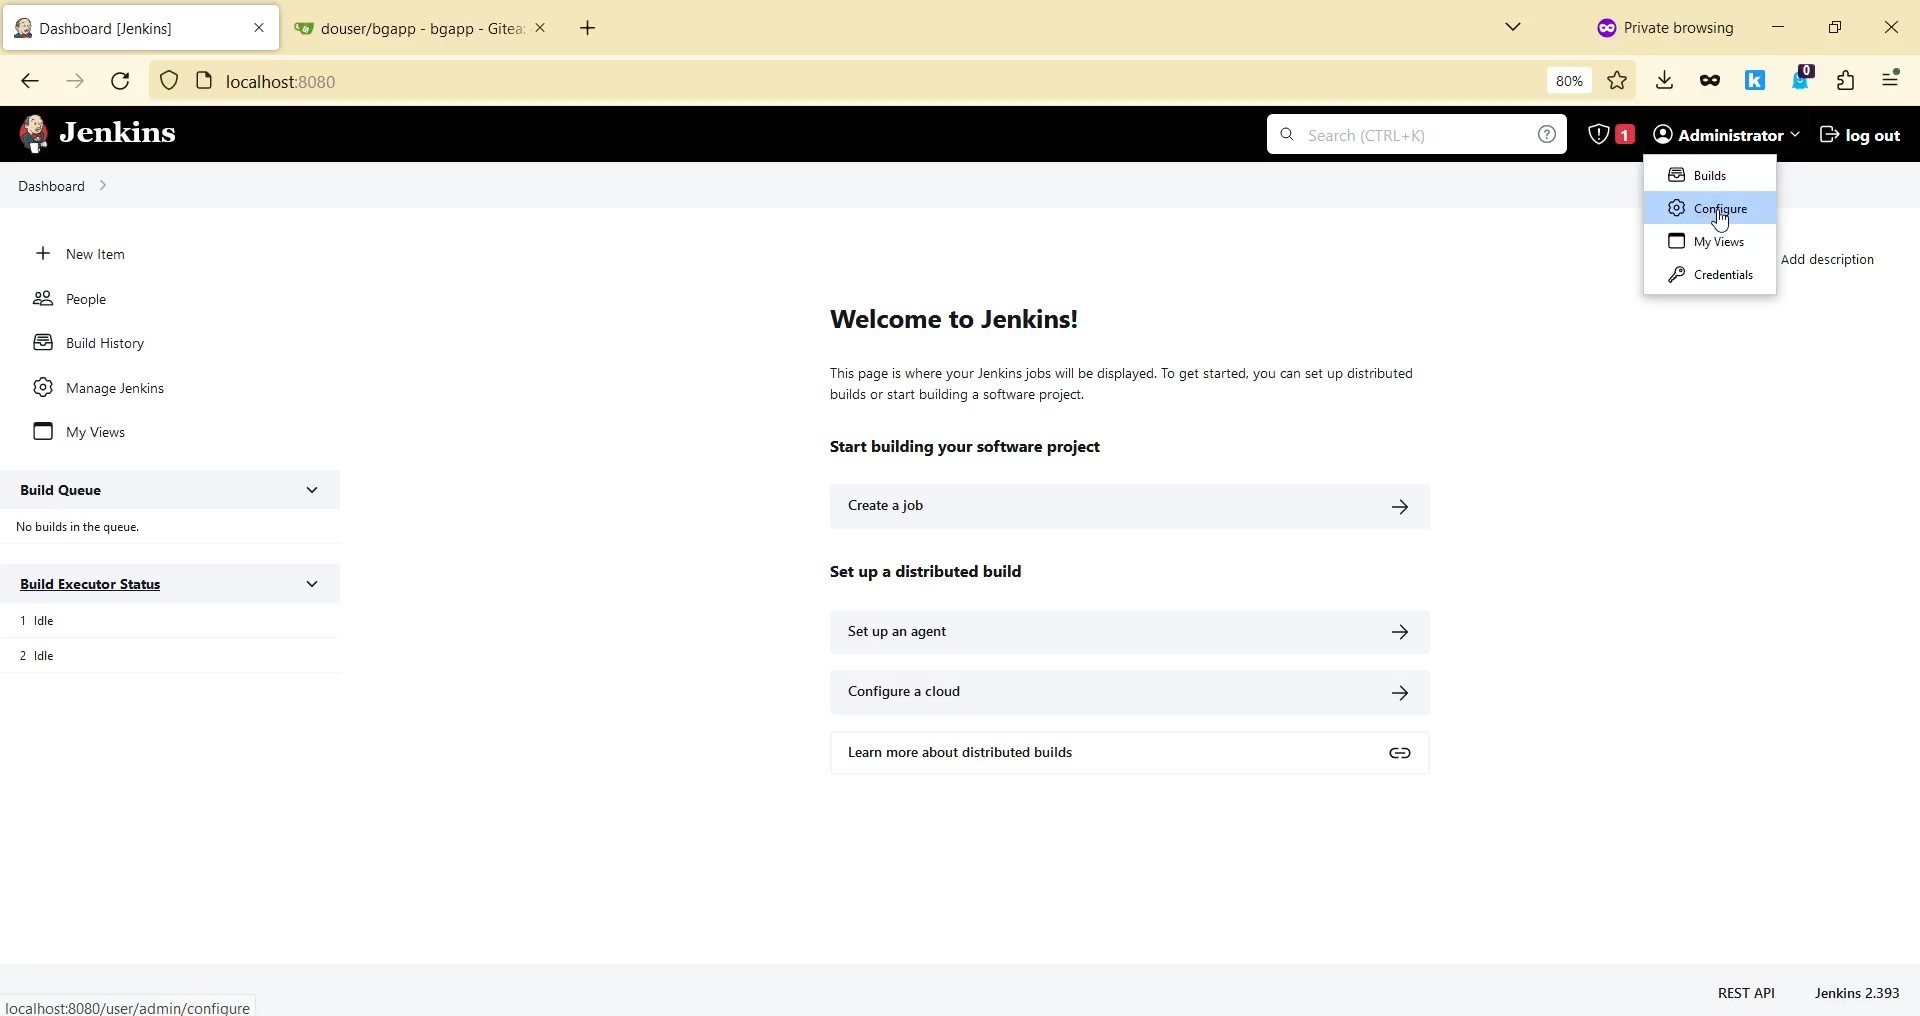 Dashboard [Jenkins]
douser/bgapp - bgapp - Gitea:
Private browsing
localhost:8080
80%
0
Jenkins
Search (CTRL+K)
1
Administrator
log out
Dashboard
Builds
Configure
My Views
Credentials
Add description
New Item
People
Build History
Manage Jenkins
My Views
Build Queue
No builds in the queue.
Build Executor Status
1 Idle
2 Idle
Welcome to Jenkins!
This page is where your Jenkins jobs will be displayed. To get started, you can set up distributed
builds or start building a software project.
Start building your software project
Create a job
Set up a distributed build
Set up an agent
Configure a cloud
Learn more about distributed builds
REST API
Jenkins 2.393
localhost:8080/user/admin/configure